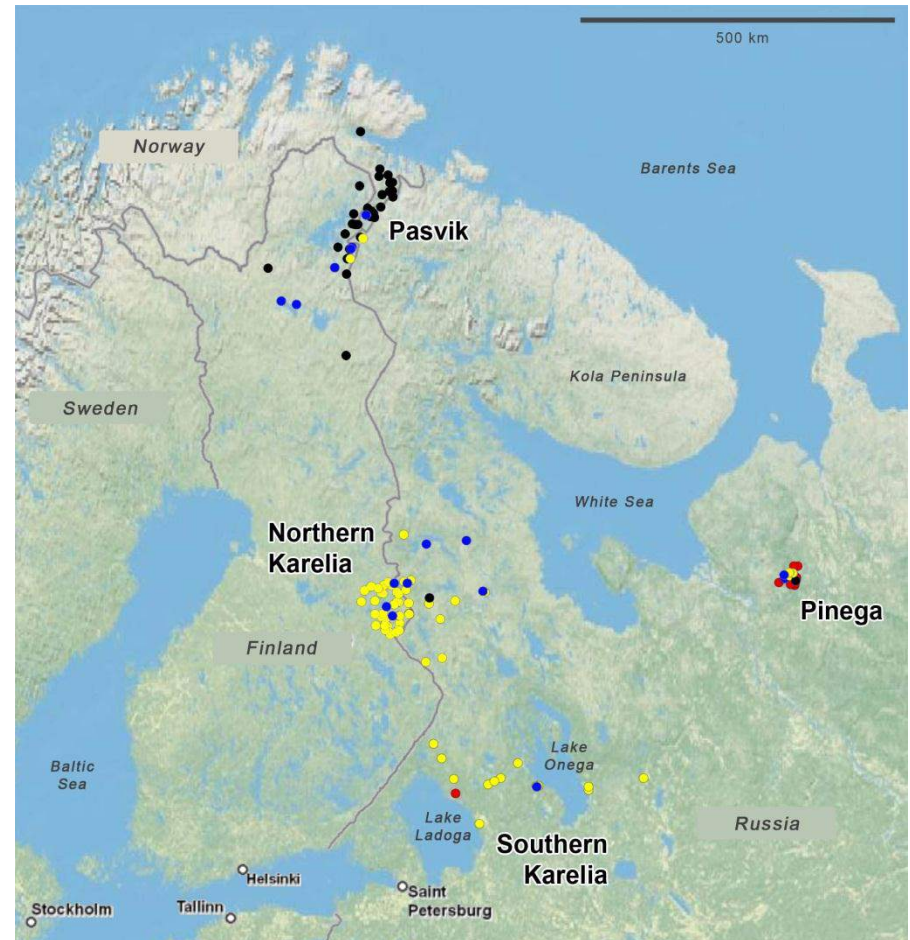 500 km
Norway
Barents Sea
Pasvik
Kola Peninsula
Sweden
White Sea
Northern
Karelia
Pinega
Finland
Lake
Onega
Baltic
Sea
Lake
Ladoga
Russia
Southern
Karelia
Helsinki
Saint
Petersburg
Stockholm
Tallinn